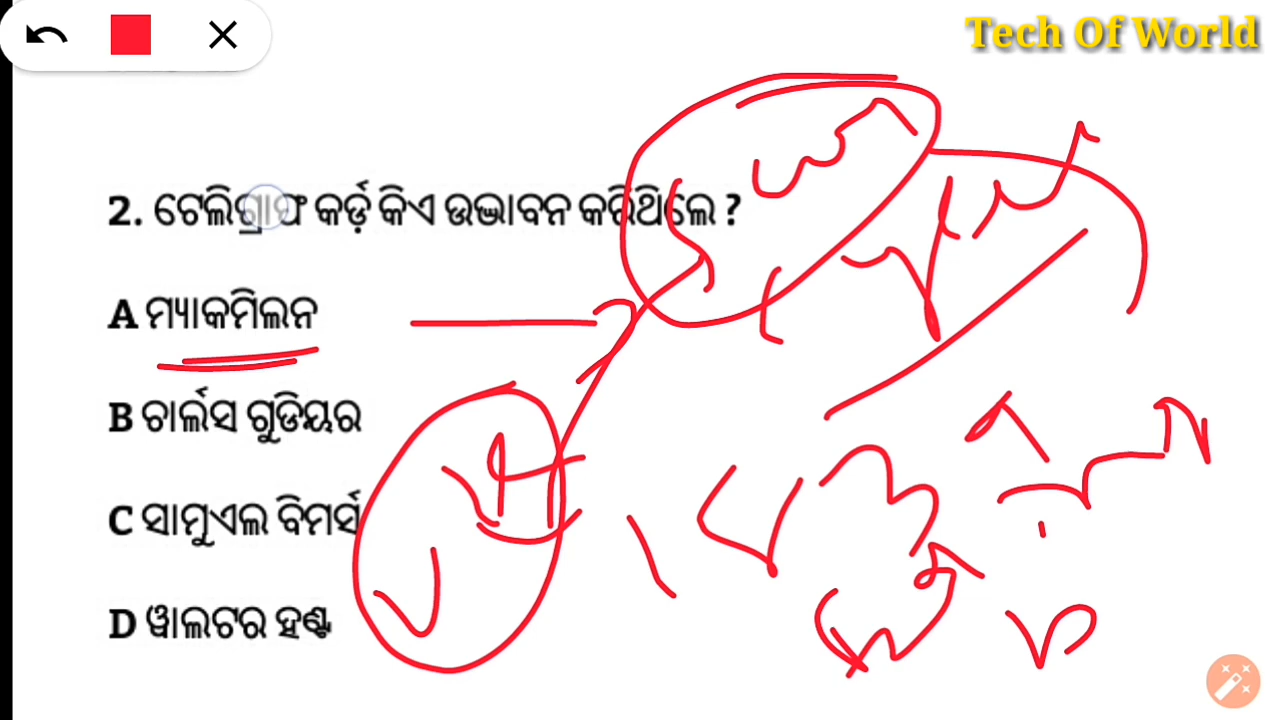 Tech Of World
2. ଟେଲିଗ୍ରାଫ କର୍ଡ଼ କିଏ ଉଦ୍ଭାବନ କରିଥିଲେ ?
A ମ୍ୟାକମିଲନ
B ଚାର୍ଲସ ଗୁଡିୟର
C ସାମୁଏଲ ବିମର୍ସ
D ୱାଲଟର ହଣ୍ଟ